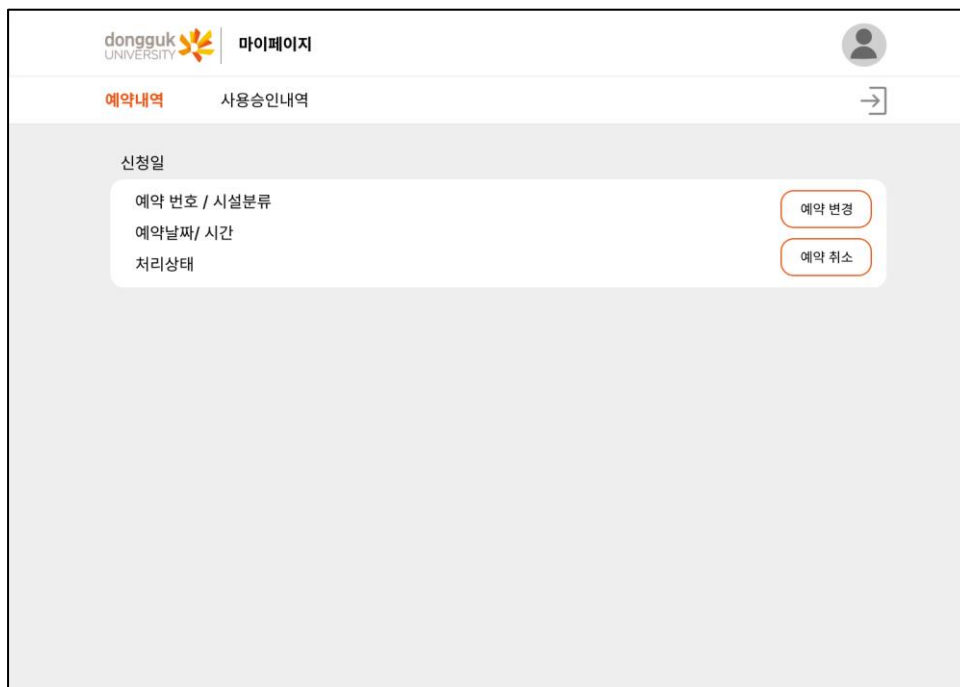 dongguk
UNIVERSITY
마이페이지
예약내역 사용승인내역
신청일
예약 번호 / 시설분류
예약날짜/ 시간
처리상태
예약 변경
예약 취소